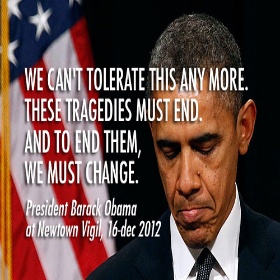 WE CAN'T TOLERATE THIS ANY MORE.
THESE TRAGEDIES MUST END.
AND TO END THEM,
WE MUST CHANGE.
President Barack Obama
at Newtown Vigil, 16-dec 2012